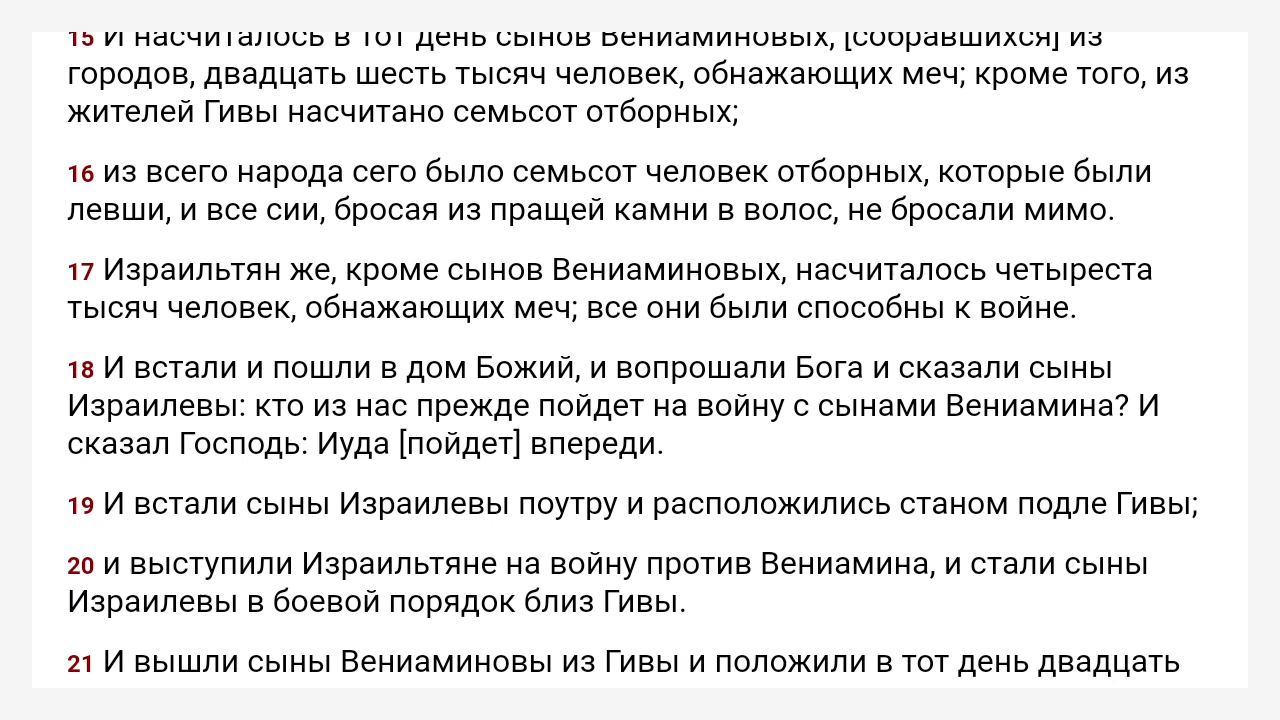 15 И насчиталось в тот день сынов Вениаминовых, [собравшихся] из
городов, двадцать шесть тысяч человек, обнажающих меч; кроме того, из
жителей Гивы насчитано семьсот отборных;
16 из всего народа сего было семьсот человек отборных, которые были
левши, и все сии, бросая из пращей камни в волос, не бросали мимо.
17 Израильтян же, кроме сынов Вениаминовых, насчиталось четыреста
тысяч человек, обнажающих меч; все они были способны к войне.
18 И встали и пошли в дом Божий, и вопрошали Бога и сказали сыны
Израилевы: кто из нас прежде пойдет на войну с сынами Вениамина? И
сказал Господь: Иуда [пойдет] впереди.
19 И встали сыны Израилевы поутру и расположились станом подле Гивы;
20 и выступили Израильтяне на войну против Вениамина, и стали сыны
Израилевы в боевой порядок близ Гивы.
21 И вышли сыны Вениаминовы из Гивы и положили в тот день двадцать